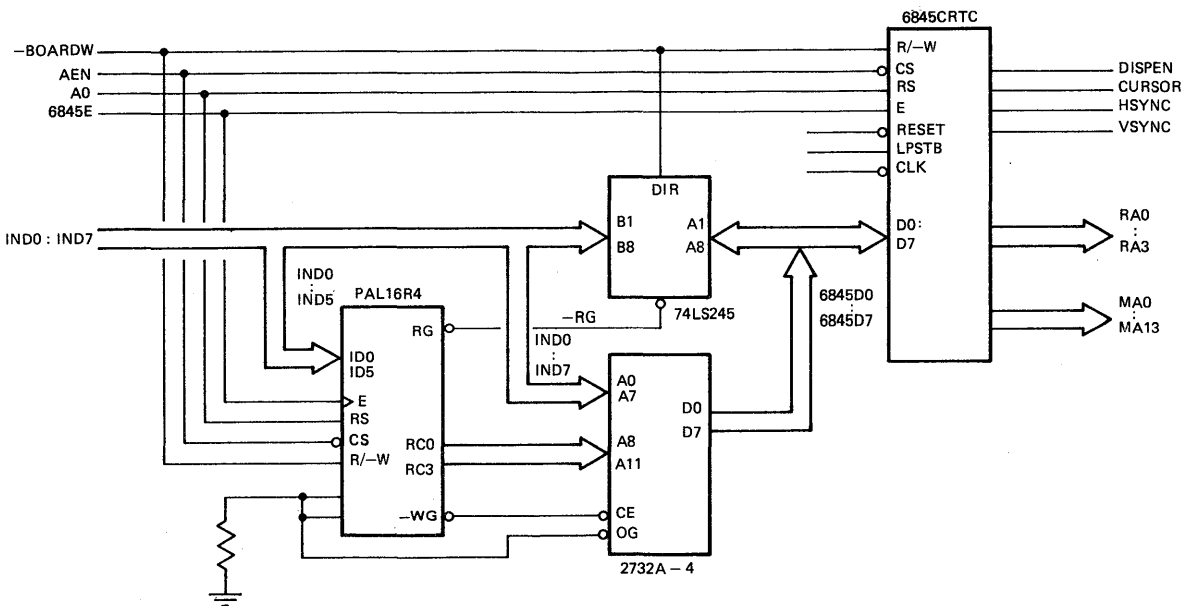 6845CRTC
-BOARDW
AEN
A0
6845E
R/-W
CS
RS
E
RESET
LPSTB
CLK
D0:
D7
DISPEN
CURSOR
HSYNC
VSYNC
RA0
:
RA3
MA0
:
MA13
IND0 : IND7
DIR
B1
B8
A1
A8
74LS245
-RG
6845D0
:
6845D7
IND0
:
IND5
PAL16R4
RG
ID0
ID5
E
RS
CS
R/-W
RC0
RC3
-WG
IND0
:
IND7
A0
A7
A8
A11
D0
D7
CE
OG
2732A - 4